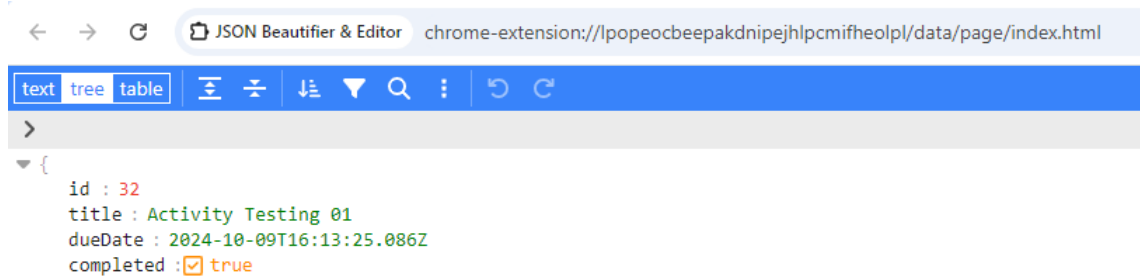 JSON Beautifier & Editor chrome-extension://lpopeocbeepakdnipejhlpcmifheolpl/data/page/index.html
text tree table
{
id : 32
title : Activity Testing 01
dueDate : 2024-10-09T16:13:25.086Z
completed : true